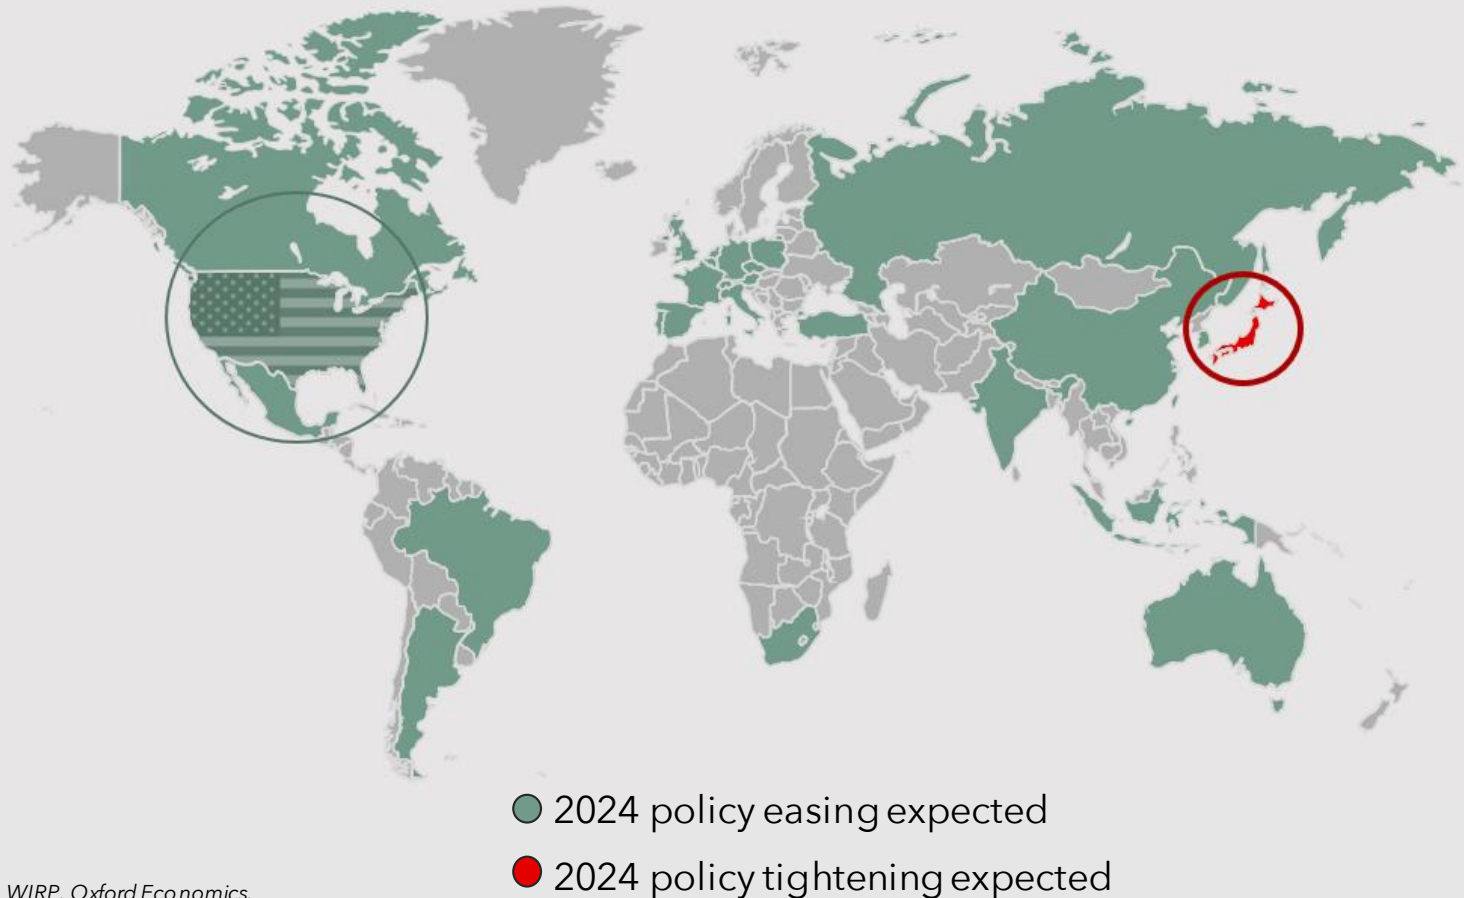 2024 policy easing expected
2024 policy tightening expected
WIRP, Oxford Economics.